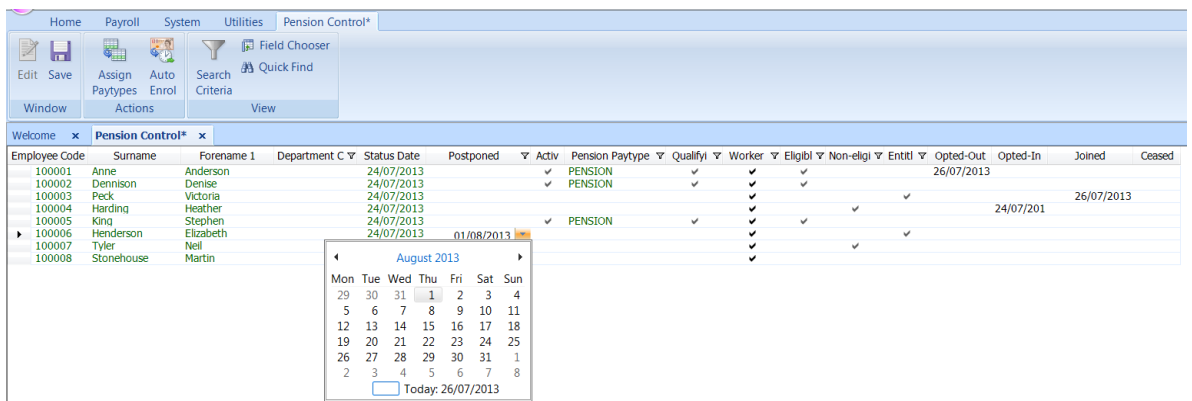 Home Payroll System Utilities Pension Control*
Field Chooser
Quick Find
Edit Save Assign Paytypes Auto Enrol Search Criteria
Window Actions View
Welcome x Pension Control* x
Employee Code Surname Forename 1 Department C Status Date Postponed Activ Pension Paytype Qualifyi Worker Eligibl Non-eligi Entitl Opted-Out Opted-In Joined Ceased
100001 Anne Anderson 24/07/2013 PENSION 26/07/2013
100002 Dennison Denise 24/07/2013 PENSION
100003 Peck Victoria 24/07/2013 26/07/2013
100004 Harding Heather 24/07/2013 24/07/201
100005 King Stephen 24/07/2013 PENSION
100006 Henderson Elizabeth 24/07/2013 01/08/2013
100007 Tyler Neil
100008 Stonehouse Martin
August 2013
Mon Tue Wed Thu Fri Sat Sun
29 30 31 1 2 3 4
5 6 7 8 9 10 11
12 13 14 15 16 17 18
19 20 21 22 23 24 25
26 27 28 29 30 31 1
2 3 4 5 6 7 8
Today: 26/07/2013